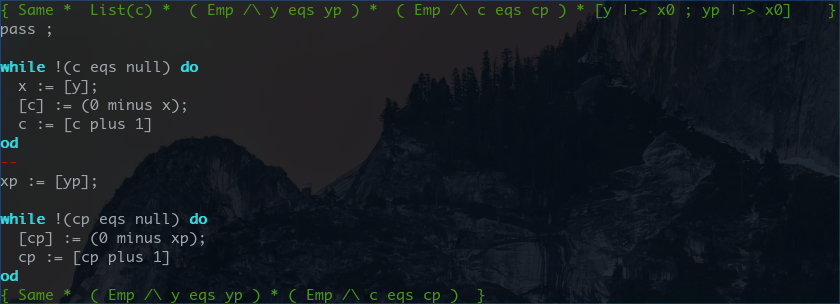 { Same *  List(c) *  ( Emp /\ y eqs yp ) *  ( Emp /\ c eqs cp ) * [y |-> x0 ; yp |-> x0]    }
pass ;
while !(c eqs null) do
x := [y];
[c] := (0 minus x);
c := [c plus 1]
od
--
xp := [yp];
while !(cp eqs null) do
[cp] := (0 minus xp);
cp := [cp plus 1]
od
{ Same *  ( Emp /\ y eqs yp ) * ( Emp /\ c eqs cp )  }